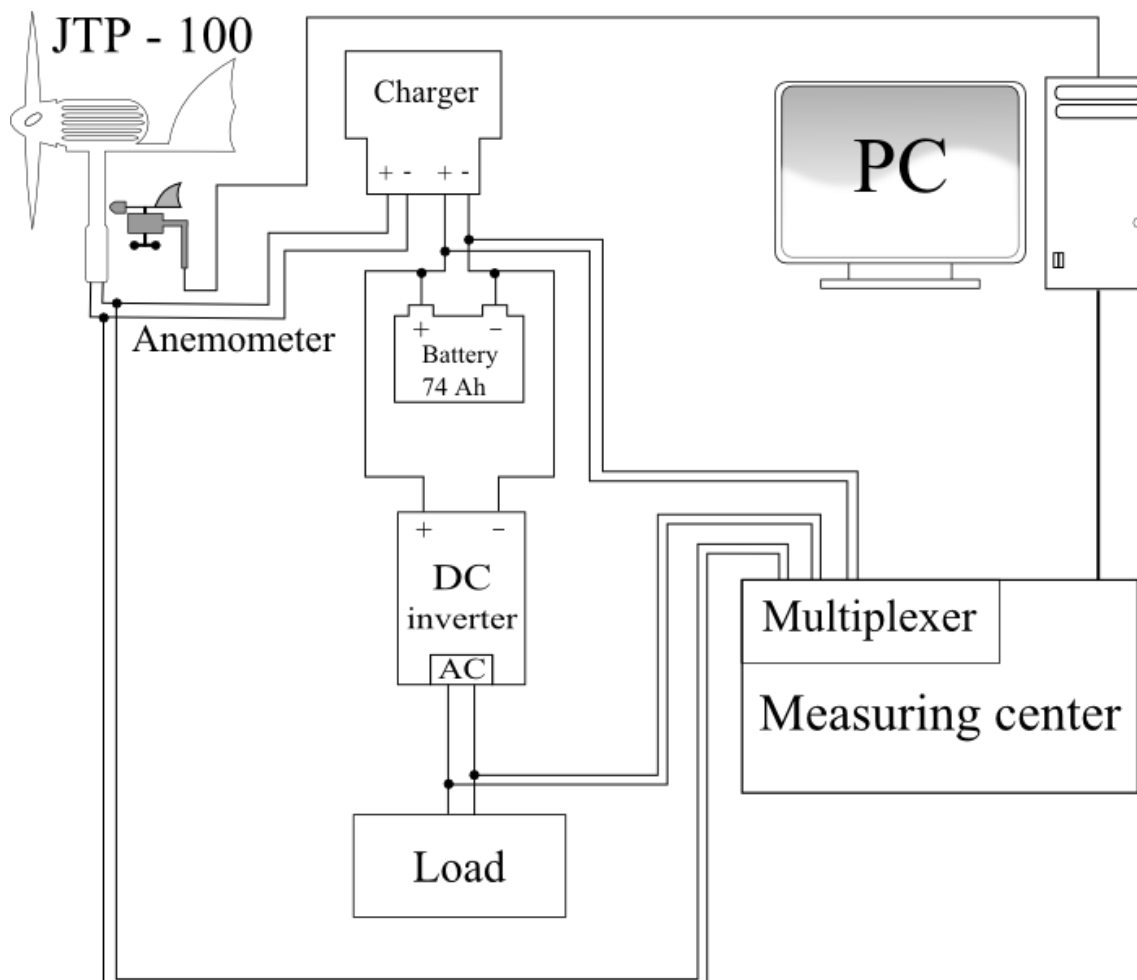 JTP - 100
Charger
+ - + -
PC
Anemometer
+ -
Battery
74 Ah
+ -
DC
inverter
AC
Multiplexer
Measuring center
Load